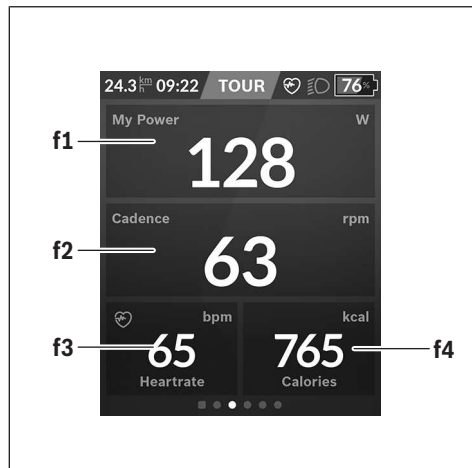 24.3 km/h 09:22 TOUR 76%
My Power W
f1
128
Cadence rpm
f2
63
bpm kcal
f3 65 765 f4
Heartrate Calories